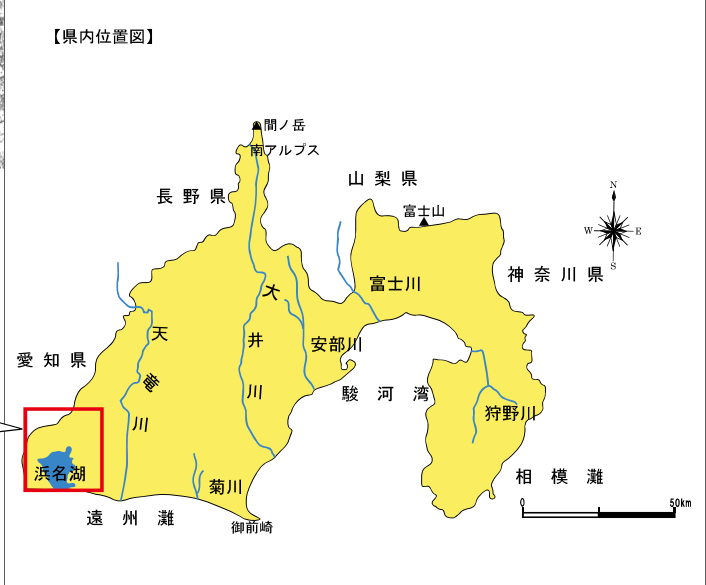 【県内位置図】
間ノ岳
南アルプス
山梨県
長野県
富士山
N
W E
S
神奈川県
富士川
大井川
天竜川
安部川
愛知県
駿河湾
狩野川
浜名湖
菊川
相模灘
遠州灘
御前崎
0 50km